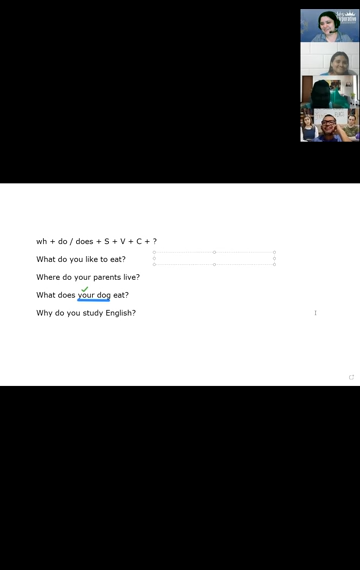 wh + do / does + S + V + C + ?
What do you like to eat?
Where do your parents live?
What does your dog eat?
Why do you study English?